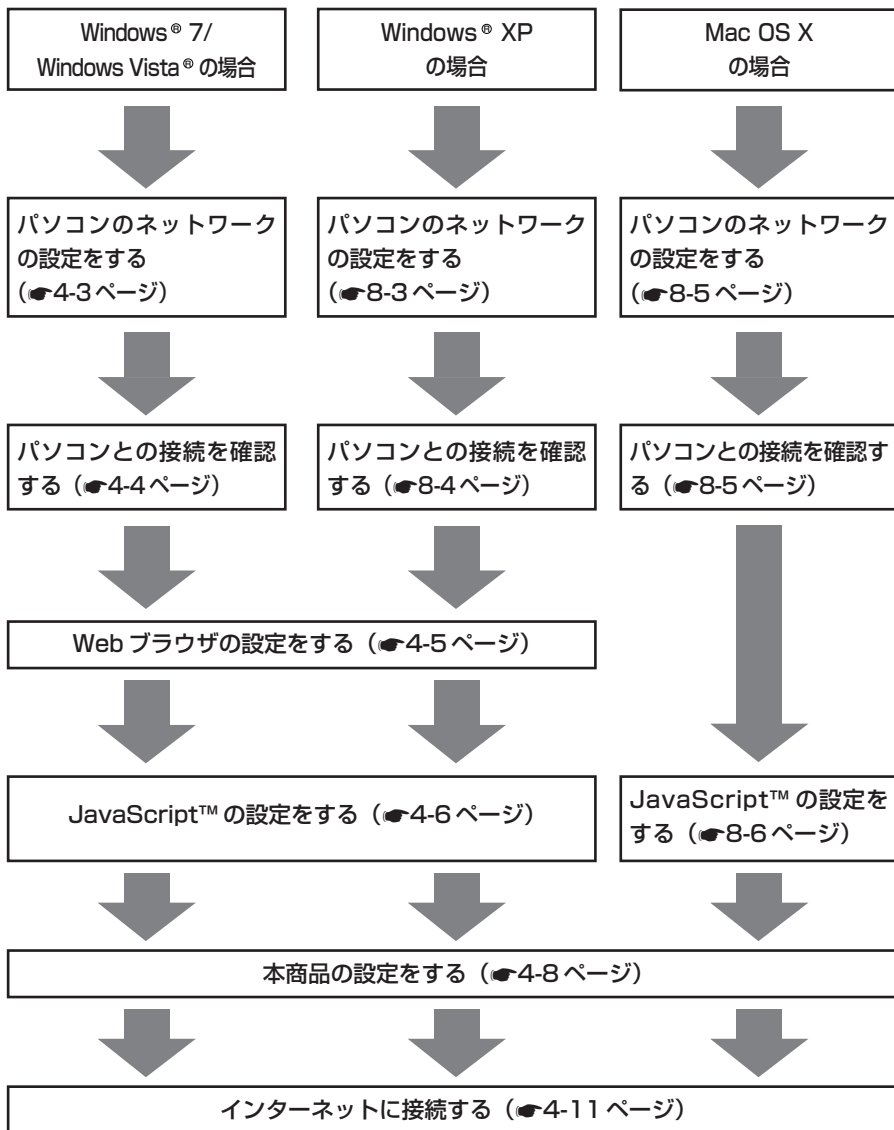 Windows® 7/
Windows Vista® の場合
Windows® XP
の場合
Mac OS X
の場合
パソコンのネットワーク
の設定をする
（☛4-3ページ）
パソコンのネットワーク
の設定をする
（☛8-3ページ）
パソコンのネットワーク
の設定をする
（☛8-5ページ）
パソコンとの接続を確認
する（☛4-4ページ）
パソコンとの接続を確認
する（☛8-4ページ）
パソコンとの接続を確認す
る（☛8-5ページ）
Web ブラウザの設定をする（☛4-5ページ）
JavaScript™ の設定をする（☛4-6ページ）
JavaScript™ の設定を
する（☛8-6ページ）
本商品の設定をする（☛4-8ページ）
インターネットに接続する（☛4-11ページ）